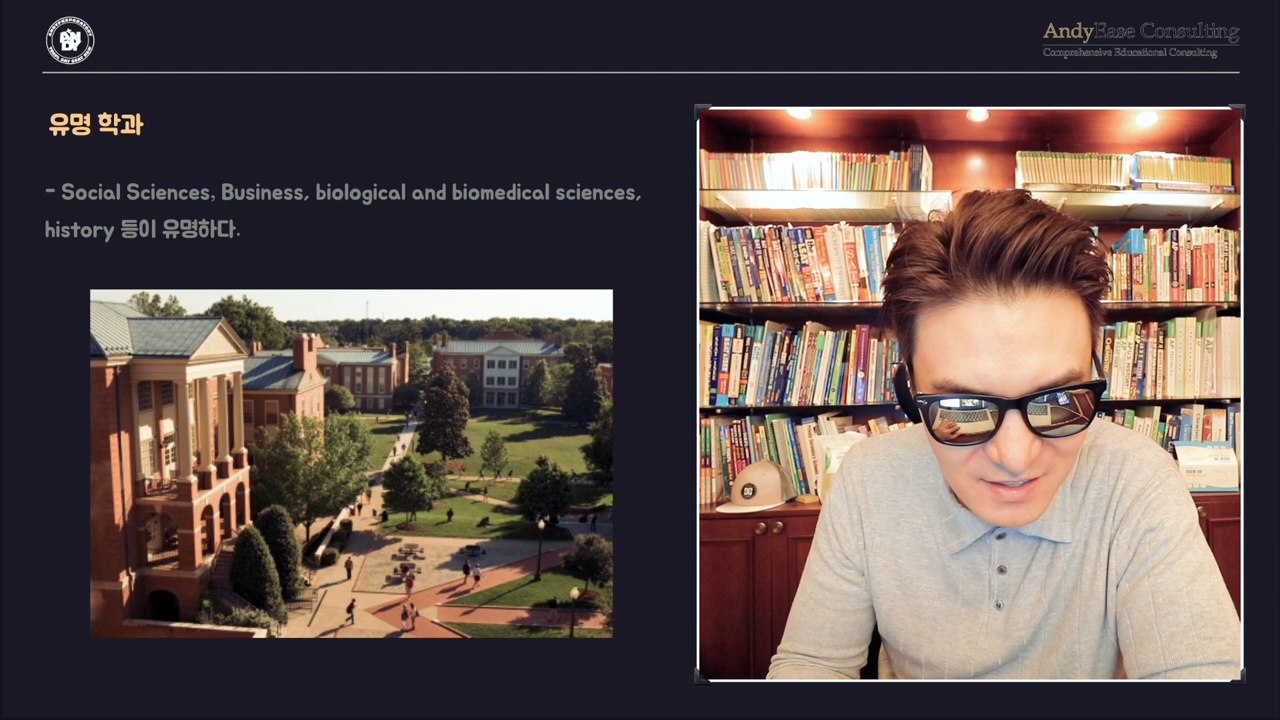 AndyEase Consulting
Comprehensive Educational Consulting
유명 학과
- Social Sciences, Business, biological and biomedical sciences,
history 등이 유명하다.